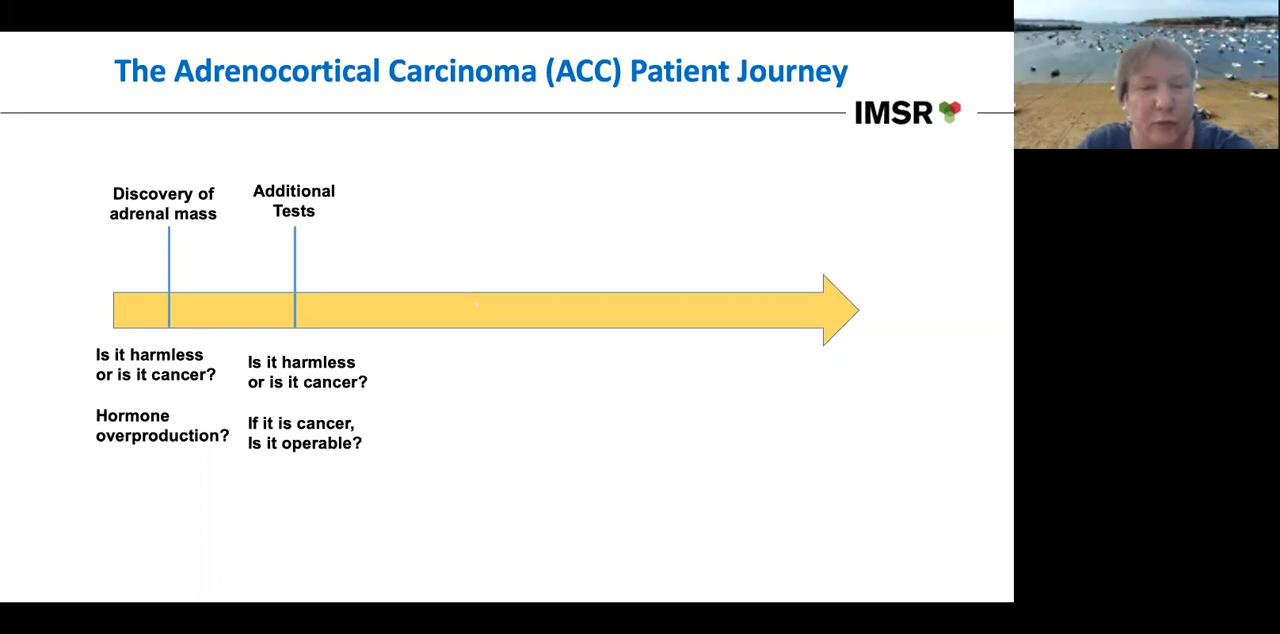 The Adrenocortical Carcinoma (ACC) Patient Journey
IMSR
Discovery of
adrenal mass
Additional
Tests
Is it harmless
or is it cancer?
Hormone
overproduction?
Is it harmless
or is it cancer?
If it is cancer,
Is it operable?